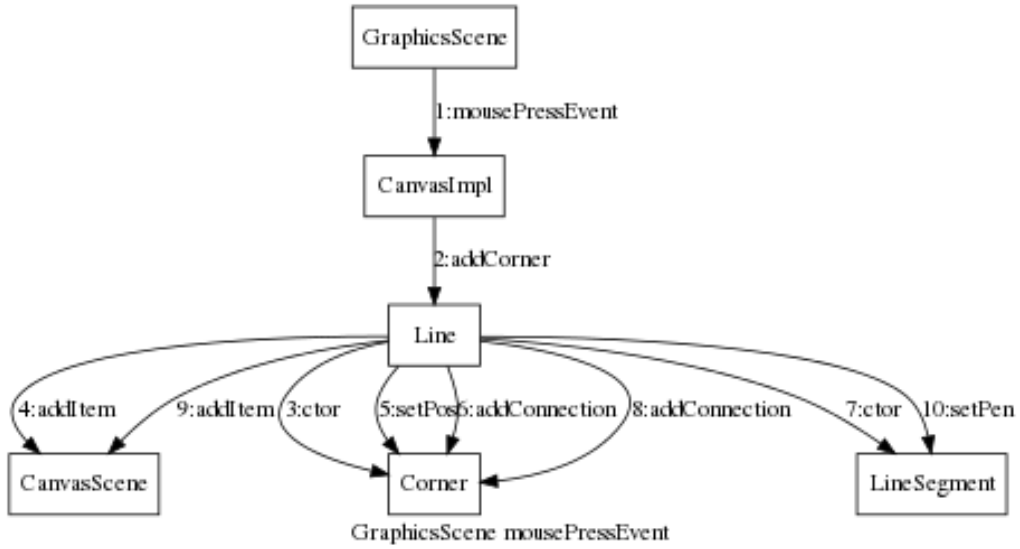 GraphicsScene
1:mousePressEvent
CanvasImpl
2:addCorner
Line
4:addItem
9:addItem
3:ctor
5:setPos
6:addConnection
8:addConnection
7:ctor
10:setPen
CanvasScene
Corner
LineSegment
GraphicsScene mousePressEvent